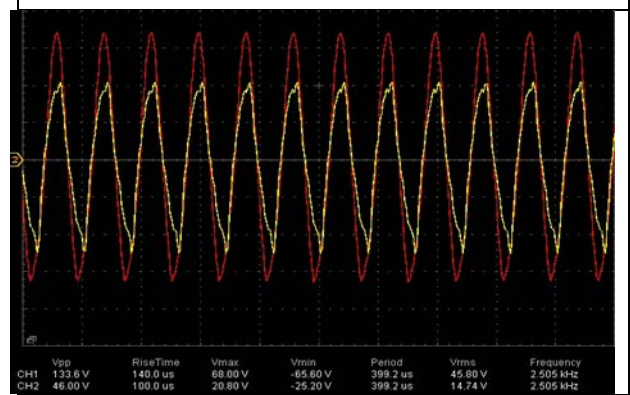 2
Vpp RiseTime Vmax Vmin Period Vrms Frequency
CH1 133.6 V 140.0 us 68.00 V -65.60 V 399.2 us 45.80 V 2.505 kHz
CH2 46.00 V 100.0 us 20.80 V -25.20 V 399.2 us 14.74 V 2.505 kHz